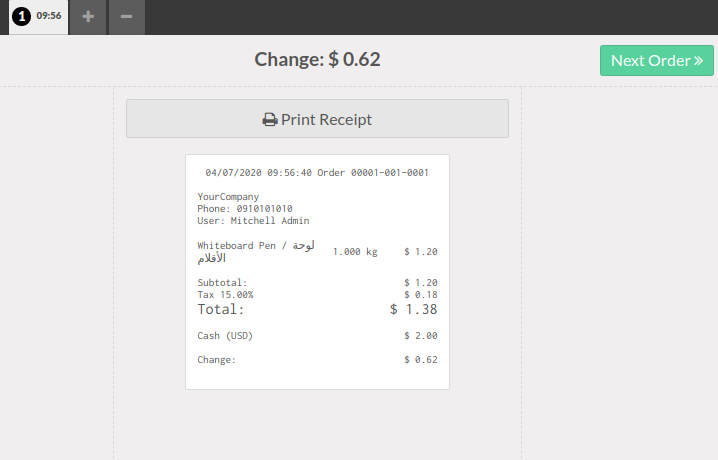 1 09:56
Change: $ 0.62
Next Order »
Print Receipt
04/07/2020 09:56:40 Order 00001-001-0001
YourCompany
Phone: 0910101010
User: Mitchell Admin
Whiteboard Pen / لوحة
الأقلام
1.000 kg $ 1.20
Subtotal: $ 1.20
Tax 15.00% $ 0.18
Total: $ 1.38
Cash (USD) $ 2.00
Change: $ 0.62